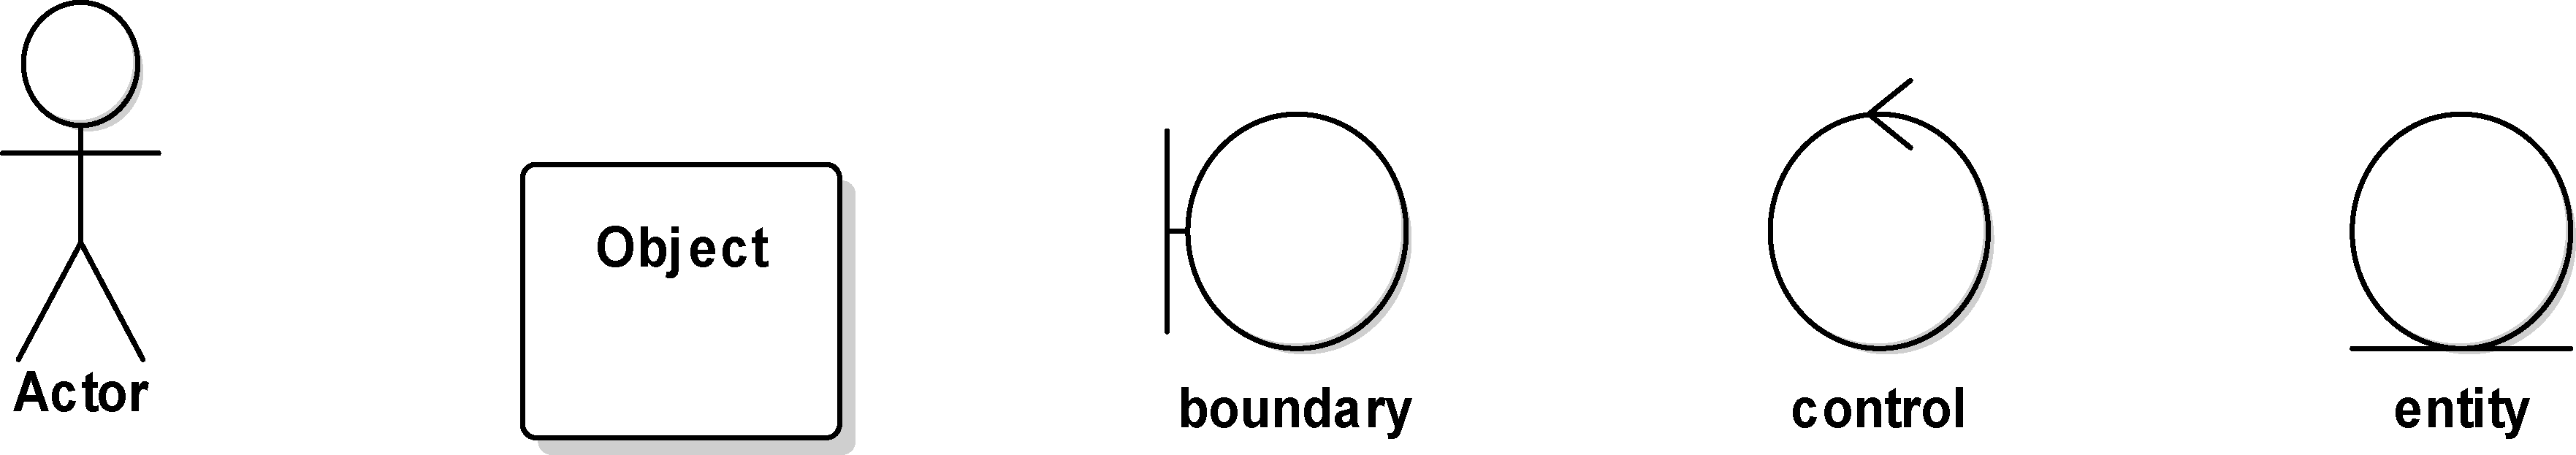 Actor
Object
boundary
control
entity